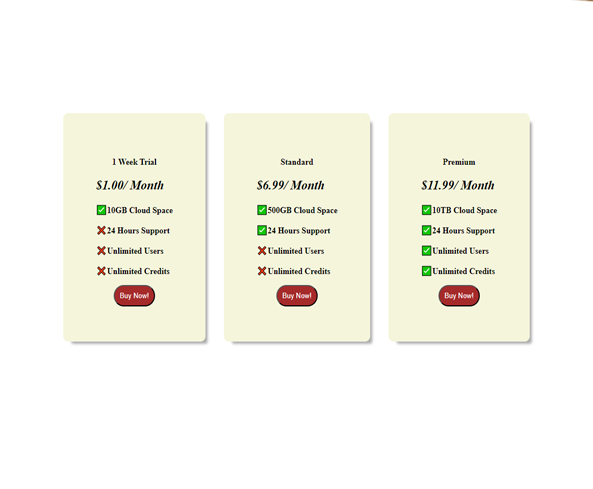 1 Week Trial
$1.00/ Month
✅10GB Cloud Space
❌24 Hours Support
❌Unlimited Users
❌Unlimited Credits
Buy Now!
Standard
$6.99/ Month
✅500GB Cloud Space
✅24 Hours Support
❌Unlimited Users
❌Unlimited Credits
Buy Now!
Premium
$11.99/ Month
✅10TB Cloud Space
✅24 Hours Support
✅Unlimited Users
✅Unlimited Credits
Buy Now!